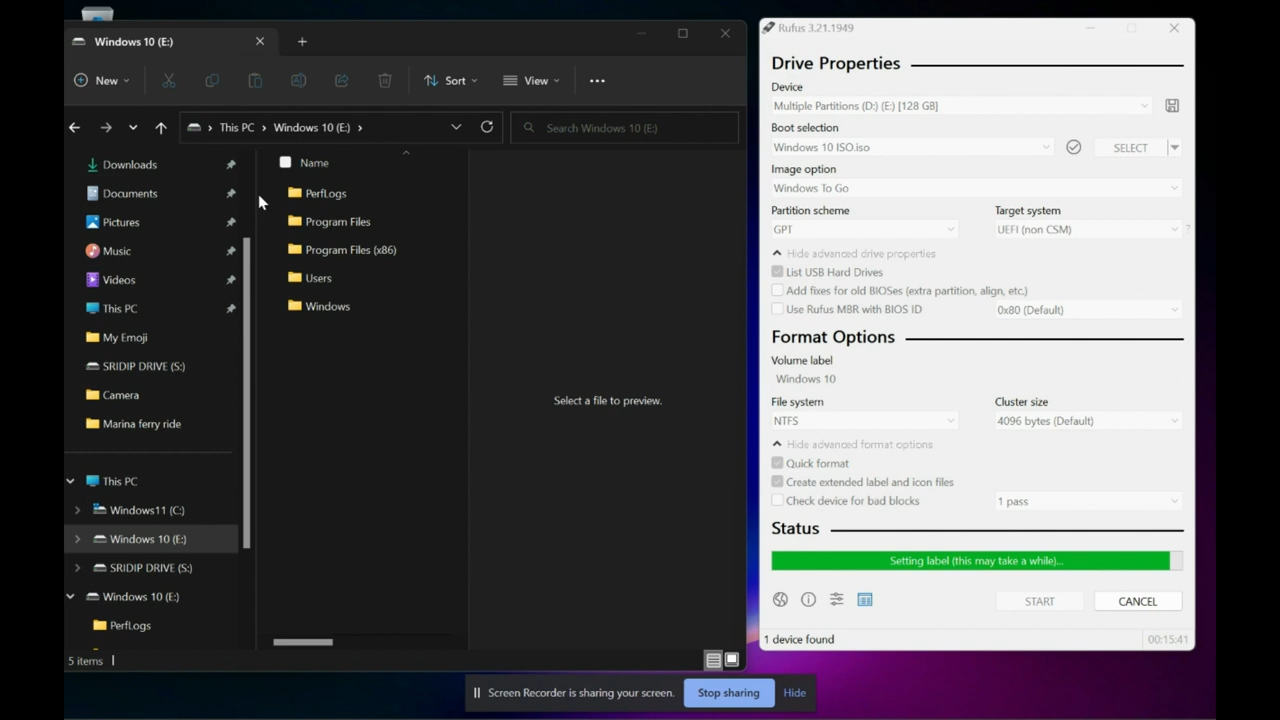 Windows 10 (E:)
New
Sort
View
This PC
Windows 10 (E:)
Search Windows 10 (E:)
Downloads
Documents
Pictures
Music
Videos
This PC
My Emoji
SRIDIP DRIVE (S:)
Camera
Marina ferry ride
This PC
Windows11 (C:)
Windows 10 (E:)
SRIDIP DRIVE (S:)
Windows 10 (E:)
PerfLogs
Name
PerfLogs
Program Files
Program Files (x86)
Users
Windows
Select a file to preview.
5 items
Rufus 3.21.1949
Drive Properties
Device
Multiple Partitions (D:) (E:) [128 GB]
Boot selection
Windows 10 ISO.iso
SELECT
Image option
Windows To Go
Partition scheme
Target system
GPT
UEFI (non CSM)
?
Hide advanced drive properties
List USB Hard Drives
Add fixes for old BIOSes (extra partition, align, etc.)
Use Rufus MBR with BIOS ID
0x80 (Default)
Format Options
Volume label
Windows 10
File system
Cluster size
NTFS
4096 bytes (Default)
Hide advanced format options
Quick format
Create extended label and icon files
Check device for bad blocks
1 pass
Status
Setting label (this may take a while)...
START
CANCEL
1 device found
00:15:41
Screen Recorder is sharing your screen.
Stop sharing
Hide